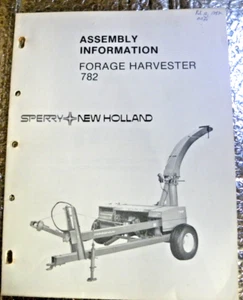 ASSEMBLY
INFORMATION
FORAGE HARVESTER
782
SPERRY NEW HOLLAND